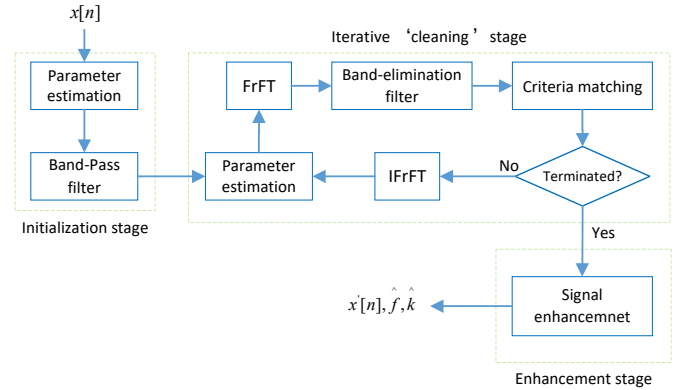 x[n]
Iterative ‘cleaning’ stage
Parameter
estimation
FrFT
Band-elimination
filter
Criteria matching
Band-Pass
filter
Parameter
estimation
IFrFT
No
Terminated?
Initialization stage
Yes
x'[n], f̂, k̂
Signal
enhancemnet
Enhancement stage